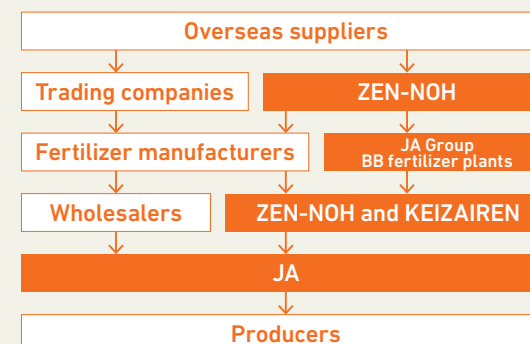 Overseas suppliers
Trading companies
ZEN-NOH
Fertilizer manufacturers
JA Group
BB fertilizer plants
Wholesalers
ZEN-NOH and KEIZAIREN
JA
Producers